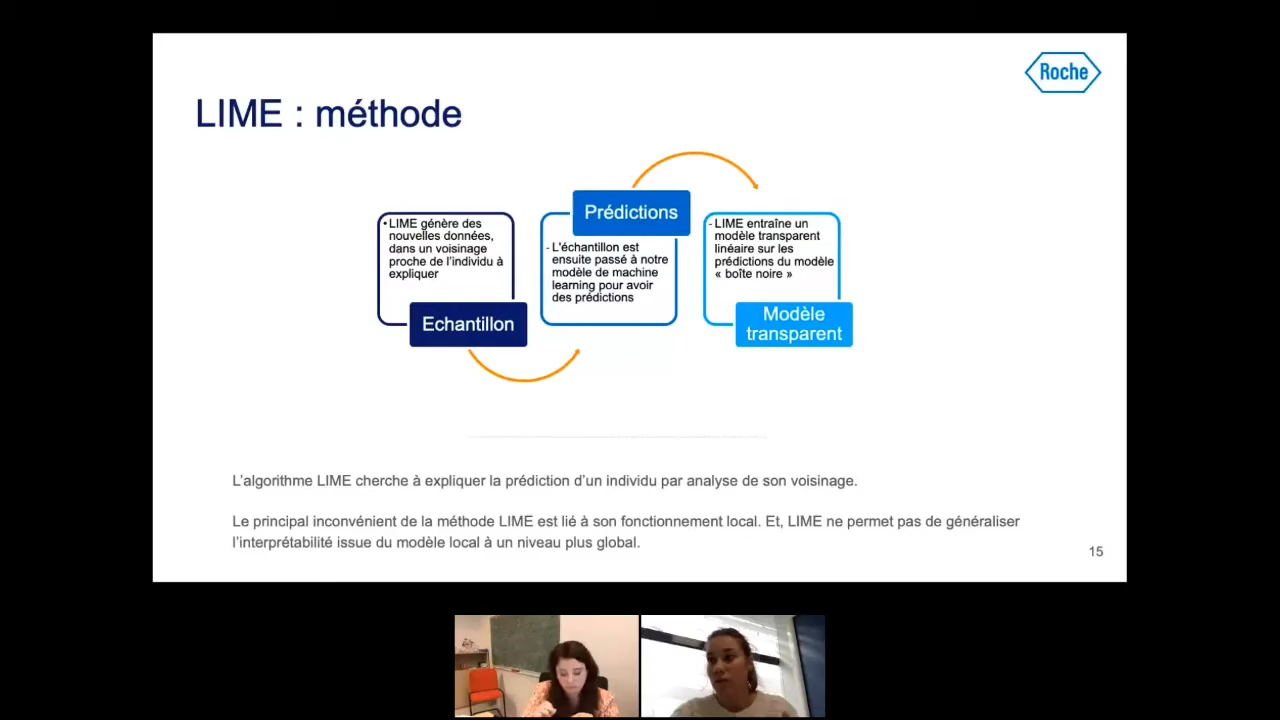 Roche
LIME : méthode
•LIME génère des
nouvelles données,
dans un voisinage
proche de l'individu à
expliquer
Echantillon
Prédictions
- L'échantillon est
ensuite passé à notre
modèle de machine
learning pour avoir
des prédictions
- LIME entraîne un
modèle transparent
linéaire sur les
prédictions du modèle
« boîte noire »
Modèle
transparent
L'algorithme LIME cherche à expliquer la prédiction d'un individu par analyse de son voisinage.
Le principal inconvénient de la méthode LIME est lié à son fonctionnement local. Et, LIME ne permet pas de généraliser
l'interprétabilité issue du modèle local à un niveau plus global.
15